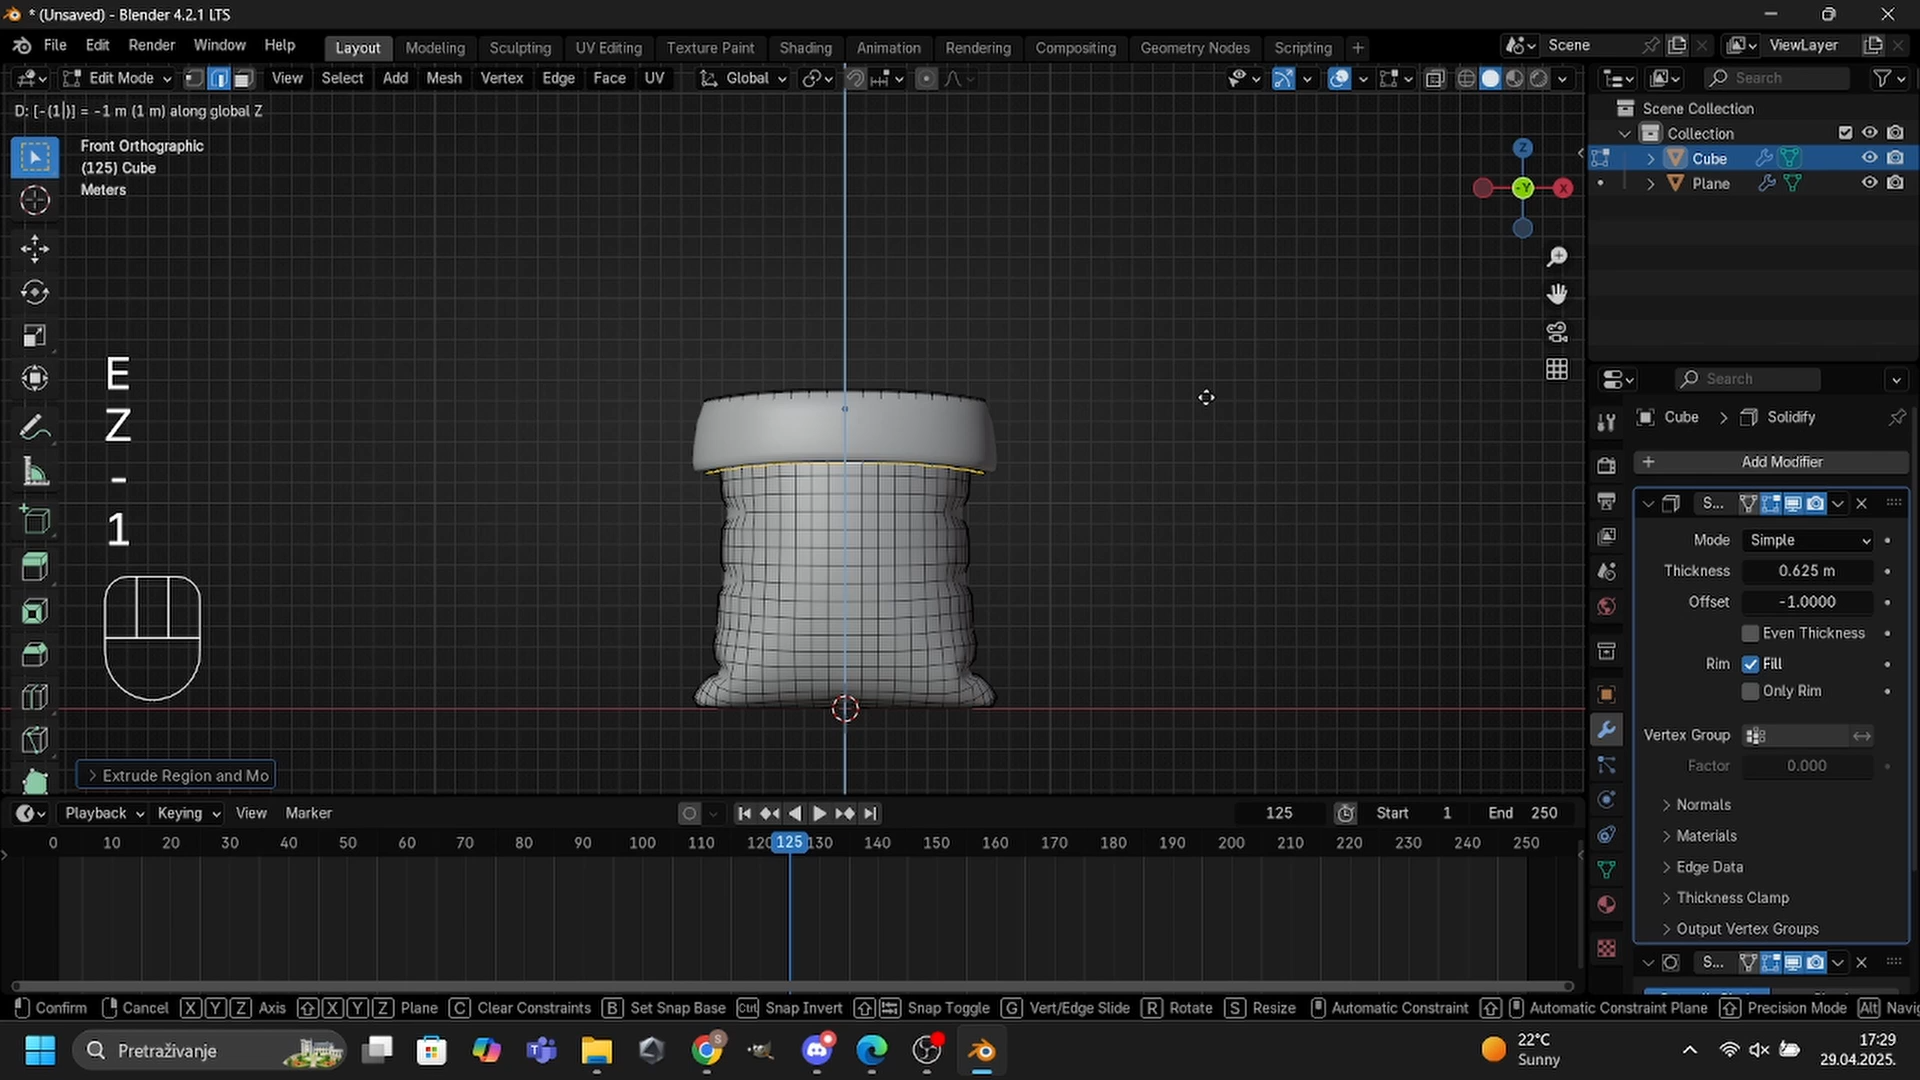 * (Unsaved) - Blender 4.2.1 LTS
File Edit Render Window Help Layout Modeling Sculpting UV Editing Texture Paint Shading Animation Rendering Compositing Geometry Nodes Scripting + Scene ViewLayer
Edit Mode View Select Add Mesh Vertex Edge Face UV Global Search
D: [-(1|)] = -1 m (1 m) along global Z
Scene Collection
Collection
Cube
Plane
Front Orthographic
(125) Cube
Meters
Z
-Y
X
E
Z
-
1
Search
Cube > Solidify
+ Add Modifier
S...
Mode Simple
Thickness 0.625 m
Offset -1.0000
Even Thickness
Rim Fill
Only Rim
Vertex Group
Factor 0.000
Normals
Materials
Edge Data
Thickness Clamp
Output Vertex Groups
S...
> Extrude Region and Mo
Playback Keying View Marker 125 Start 1 End 250
0 10 20 30 40 50 60 70 80 90 100 110 120 125 130 140 150 160 170 180 190 200 210 220 230 240 250
Confirm Cancel X Y Z Axis X Y Z Plane C Clear Constraints B Set Snap Base Ctrl Snap Invert Snap Toggle G Vert/Edge Slide R Rotate S Resize Automatic Constraint Automatic Constraint Plane Precision Mode Alt Navig
Pretraživanje
22°C
Sunny
17:29
29.04.2025.